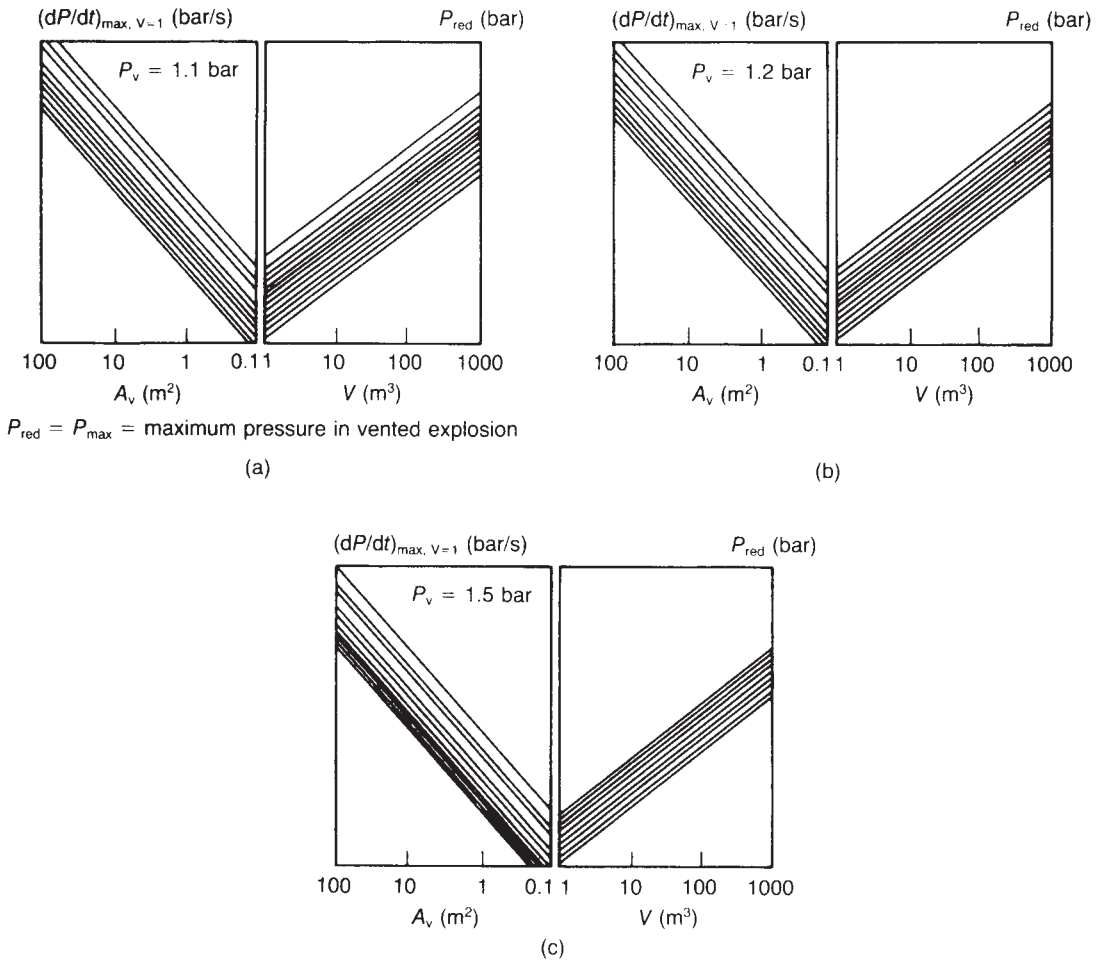 (dP/dt)max, V=1 (bar/s) Pred (bar)
Pv = 1.1 bar
100 10 1 0.1 1 10 100 1000
Av (m²) V (m³)
Pred = Pmax = maximum pressure in vented explosion
(a)
(dP/dt)max, V=1 (bar/s) Pred (bar)
Pv = 1.2 bar
100 10 1 0.1 1 10 100 1000
Av (m²) V (m³)
(b)
(dP/dt)max, V=1 (bar/s) Pred (bar)
Pv = 1.5 bar
100 10 1 0.1 1 10 100 1000
Av (m²) V (m³)
(c)